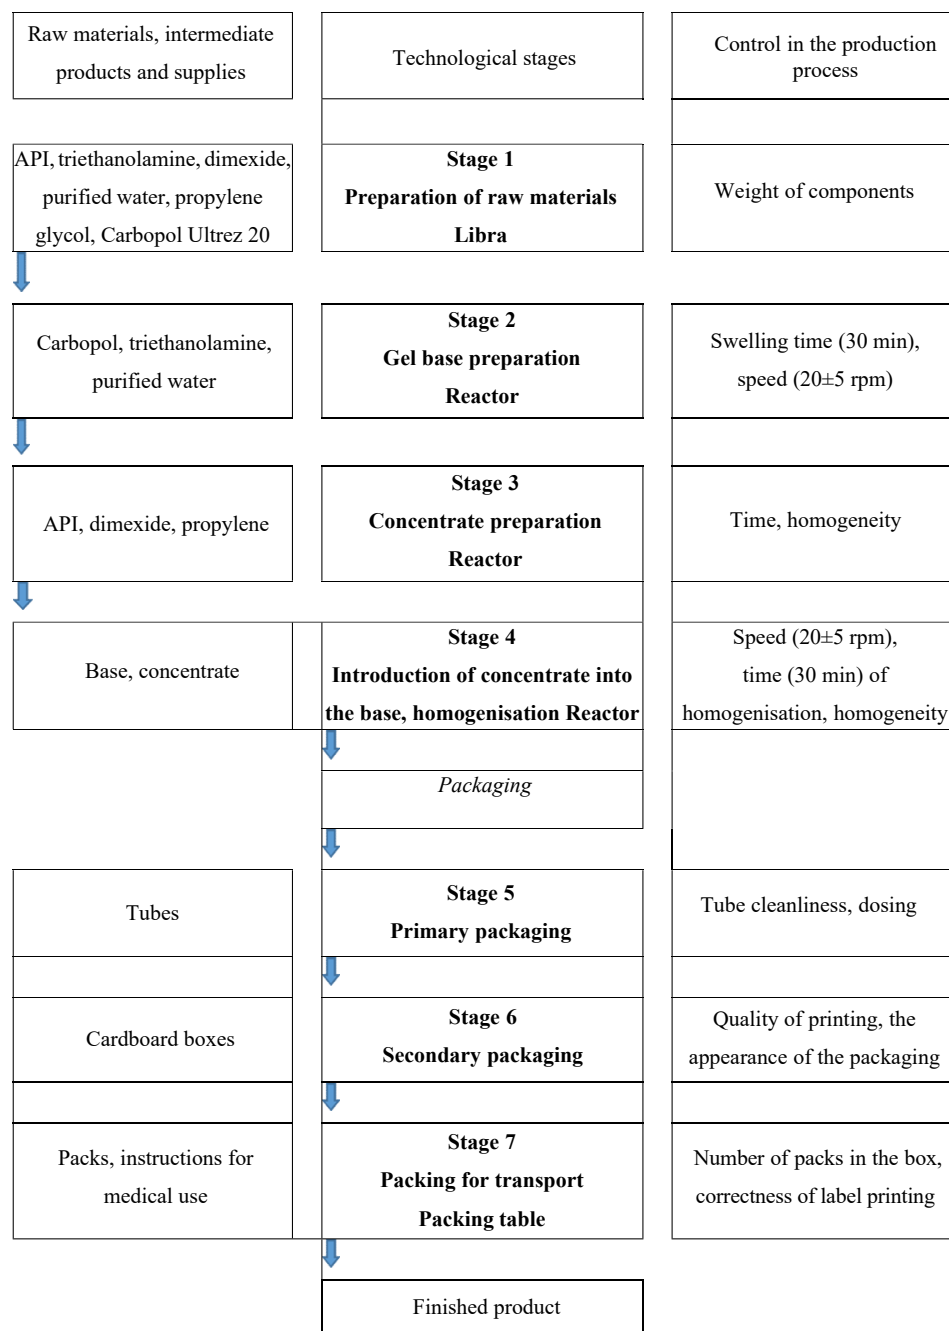 Raw materials, intermediate
products and supplies
Technological stages
Control in the production
process
API, triethanolamine, dimexide,
purified water, propylene
glycol, Carbopol Ultrez 20
Stage 1
Preparation of raw materials
Libra
Weight of components
Carbopol, triethanolamine,
purified water
Stage 2
Gel base preparation
Reactor
Swelling time (30 min),
speed (20±5 rpm)
API, dimexide, propylene
Stage 3
Concentrate preparation
Reactor
Time, homogeneity
Base, concentrate
Stage 4
Introduction of concentrate into
the base, homogenisation Reactor
Speed (20±5 rpm),
time (30 min) of
homogenisation, homogeneity
Packaging
Tubes
Stage 5
Primary packaging
Tube cleanliness, dosing
Cardboard boxes
Stage 6
Secondary packaging
Quality of printing, the
appearance of the packaging
Packs, instructions for
medical use
Stage 7
Packing for transport
Packing table
Number of packs in the box,
correctness of label printing
Finished product